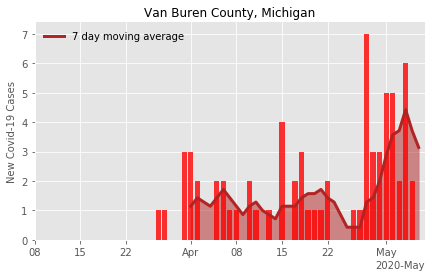 Van Buren County, Michigan
7 day moving average
New Covid-19 Cases
7
6
5
4
3
2
1
0
08 15 22 Apr 08 15 22 May
2020-May